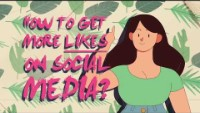 HOW TO GET
MORE LIKES
ON SOCIAL
MEDIA?